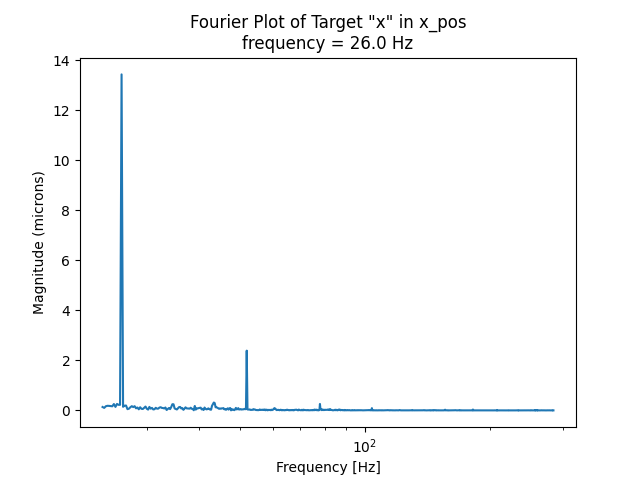 Fourier Plot of Target "x" in x_pos
frequency = 26.0 Hz
14
12
10
8
6
4
2
0
Magnitude (microns)
10²
Frequency [Hz]